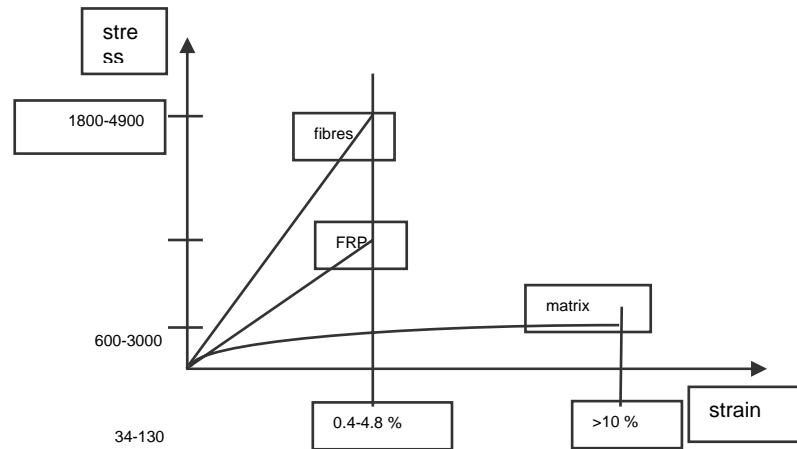 stre
ss
1800-4900
fibres
FRP
matrix
600-3000
0.4-4.8 %
>10 %
strain
34-130